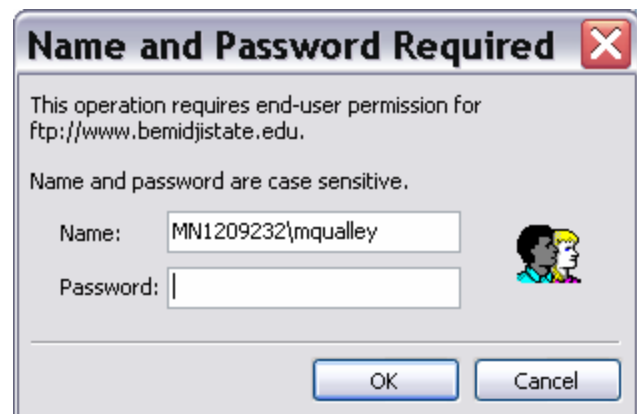 Name and Password Required
This operation requires end-user permission for
ftp://www.bemidjistate.edu.
Name and password are case sensitive.
Name: MN1209232\mqualley
Password:
OK Cancel